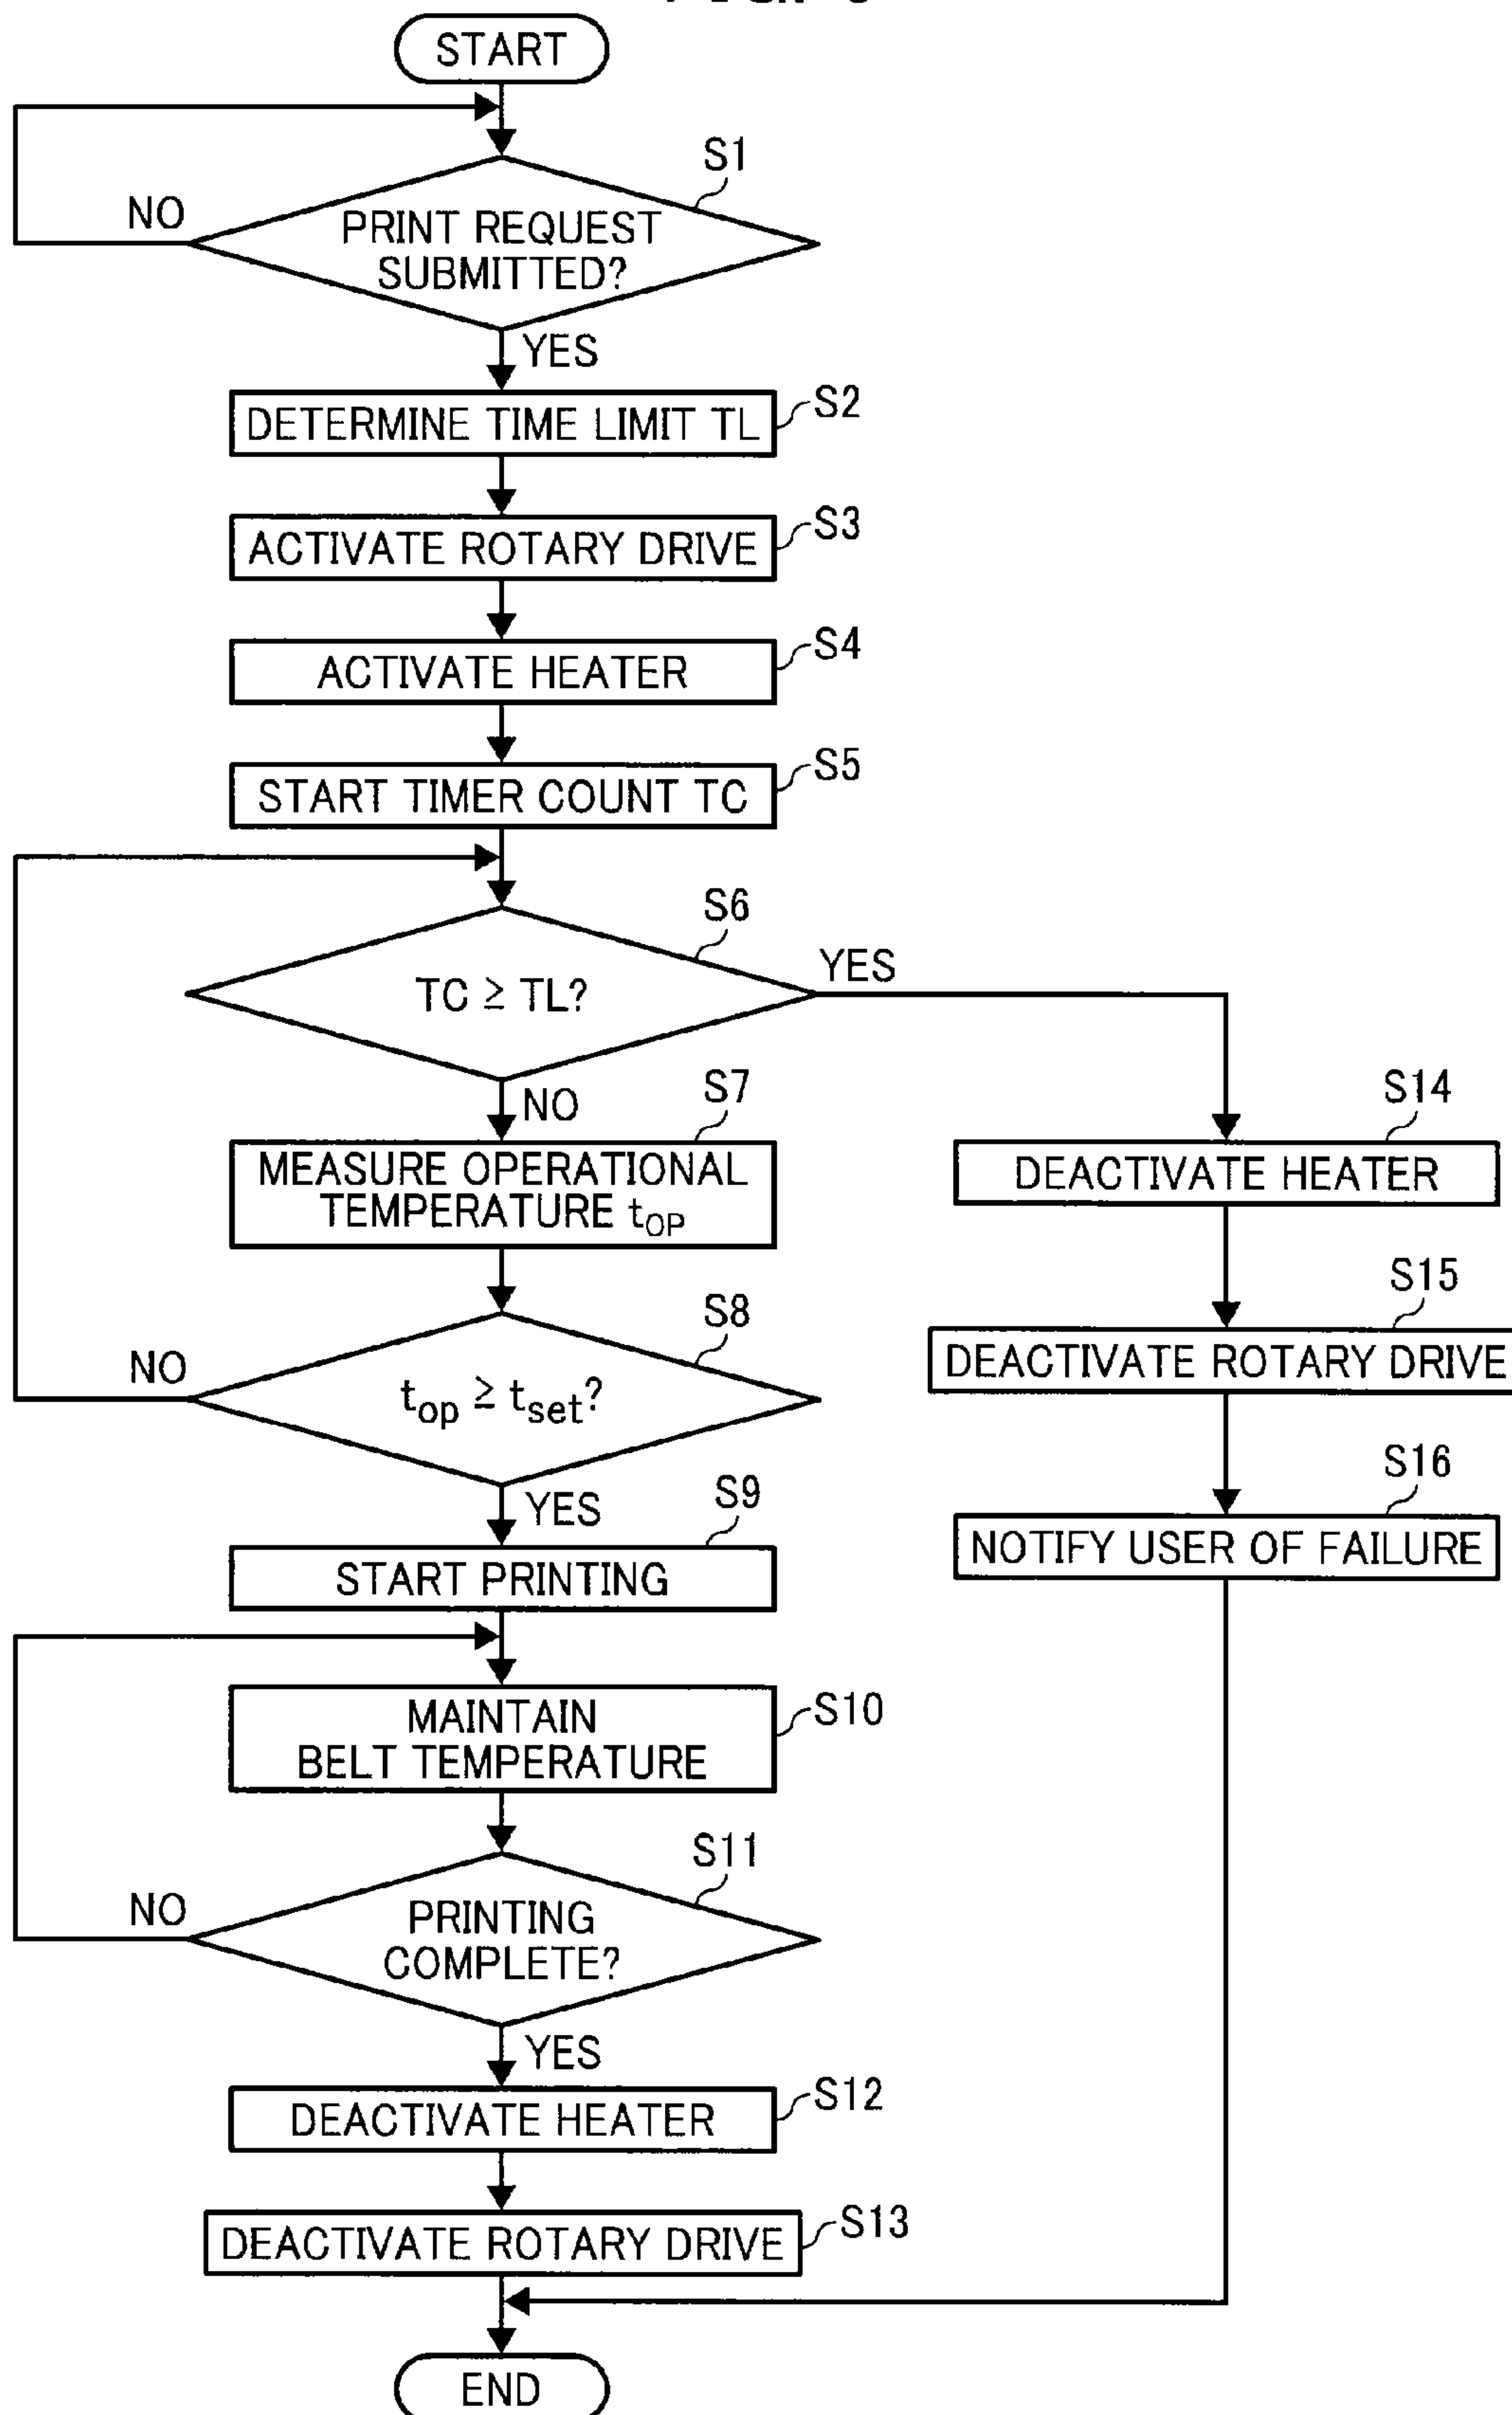 START
S1
NO
PRINT REQUEST
SUBMITTED?
YES
DETERMINE TIME LIMIT TL
S2
ACTIVATE ROTARY DRIVE
S3
ACTIVATE HEATER
S4
START TIMER COUNT TC
S5
S6
TC ≥ TL?
YES
NO
S7
MEASURE OPERATIONAL
TEMPERATURE tOP
S8
NO
top ≥ tset?
YES
S9
START PRINTING
MAINTAIN
BELT TEMPERATURE
S10
S11
NO
PRINTING
COMPLETE?
YES
DEACTIVATE HEATER
S12
DEACTIVATE ROTARY DRIVE
S13
S14
DEACTIVATE HEATER
S15
DEACTIVATE ROTARY DRIVE
S16
NOTIFY USER OF FAILURE
END